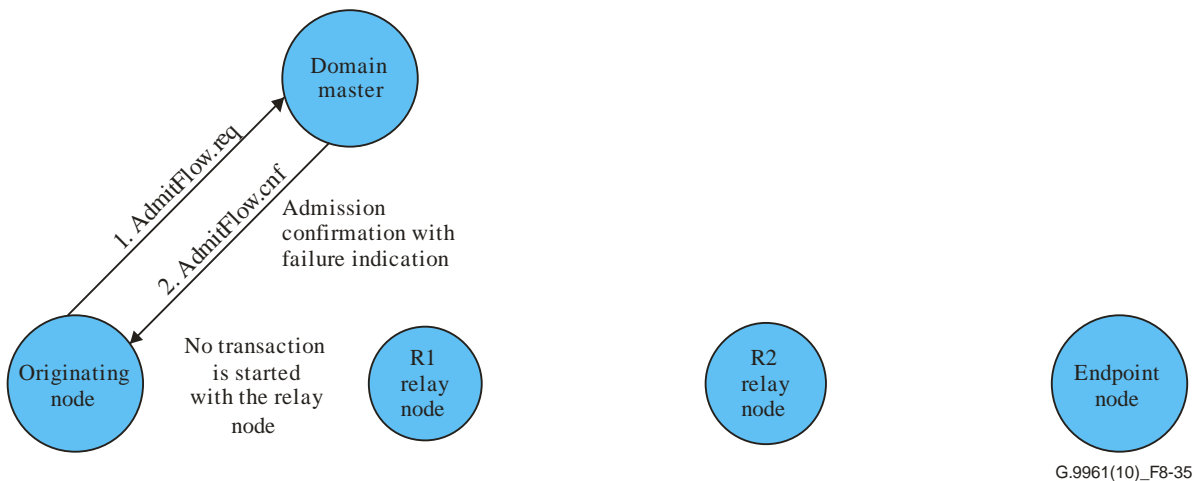 Domain
master
1. AdmitFlow.req
2. AdmitFlow.cnf
Admission
confirmation with
failure indication
Originating
node
No transaction
is started
with the relay
node
R1
relay
node
R2
relay
node
Endpoint
node
G.9961(10)_F8-35